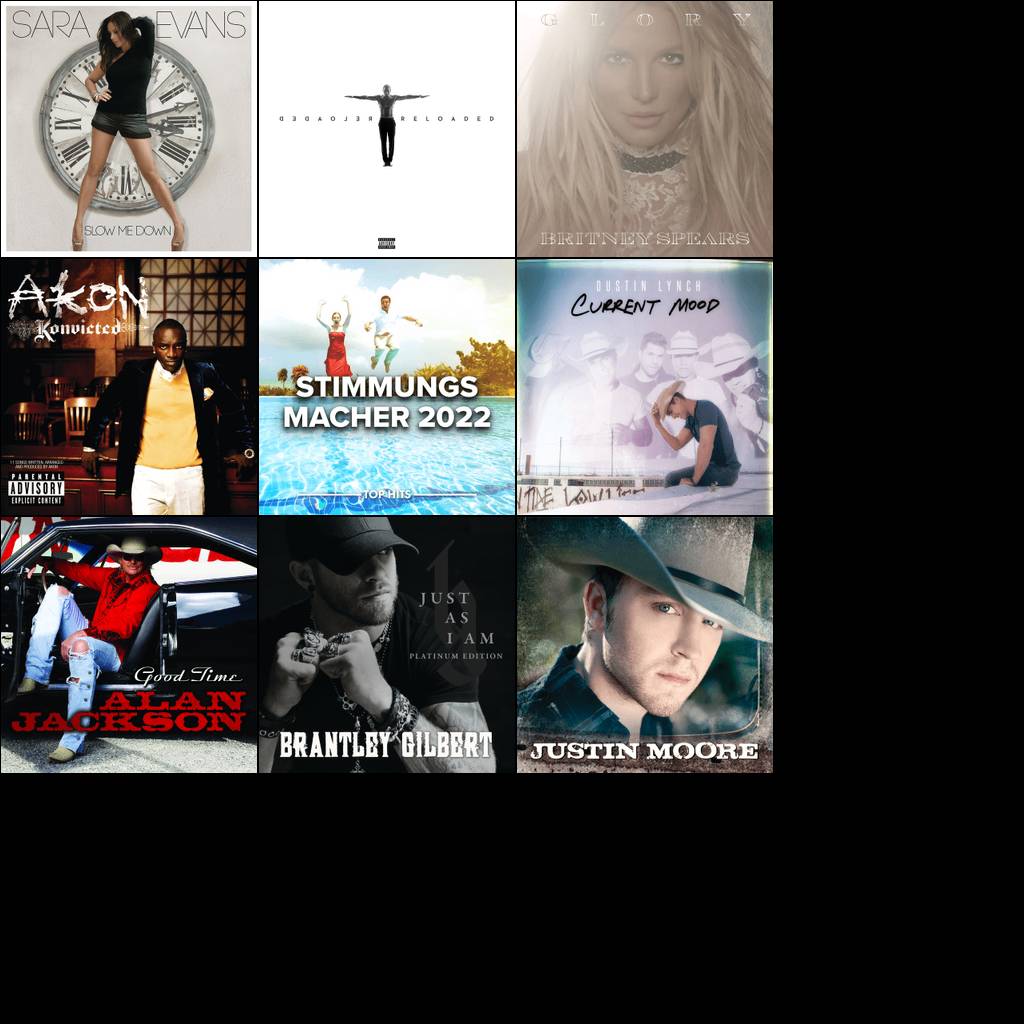 SARA EVANS
SLOW ME DOWN
RELOADED RELOADED
GLORY
BRITNEY SPEARS
AKON
Konvicted
PARENTAL
ADVISORY
EXPLICIT CONTENT
STIMMUNGS
MACHER 2022
TOP HITS
DUSTIN LYNCH
CURRENT MOOD
Good Time
ALAN
JACKSON
JUST
AS
I AM
PLATINUM EDITION
BRANTLEY GILBERT
JUSTIN MOORE